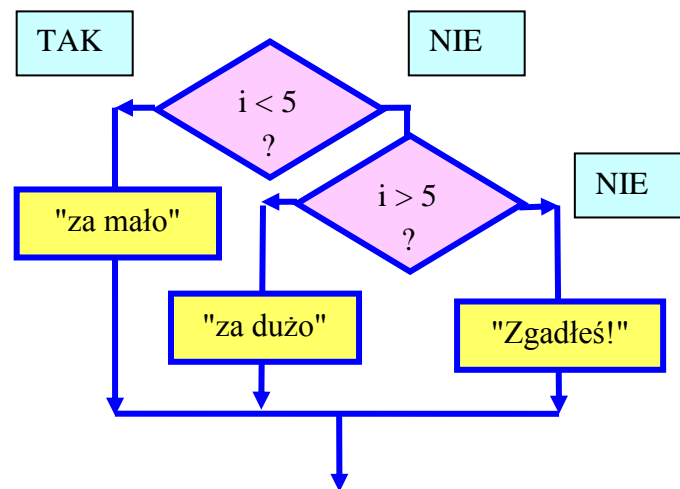 TAK
NIE
i < 5
?
NIE
i > 5
?
"za mało"
"za dużo"
"Zgadłeś!"